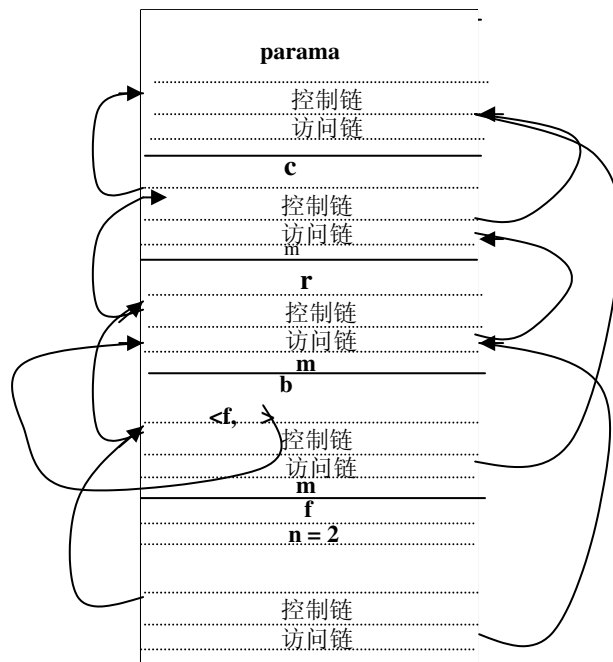 parama
控制链
访问链
c
控制链
访问链
m
r
控制链
访问链
m
b
<f, >
控制链
访问链
m
f
n = 2
控制链
访问链